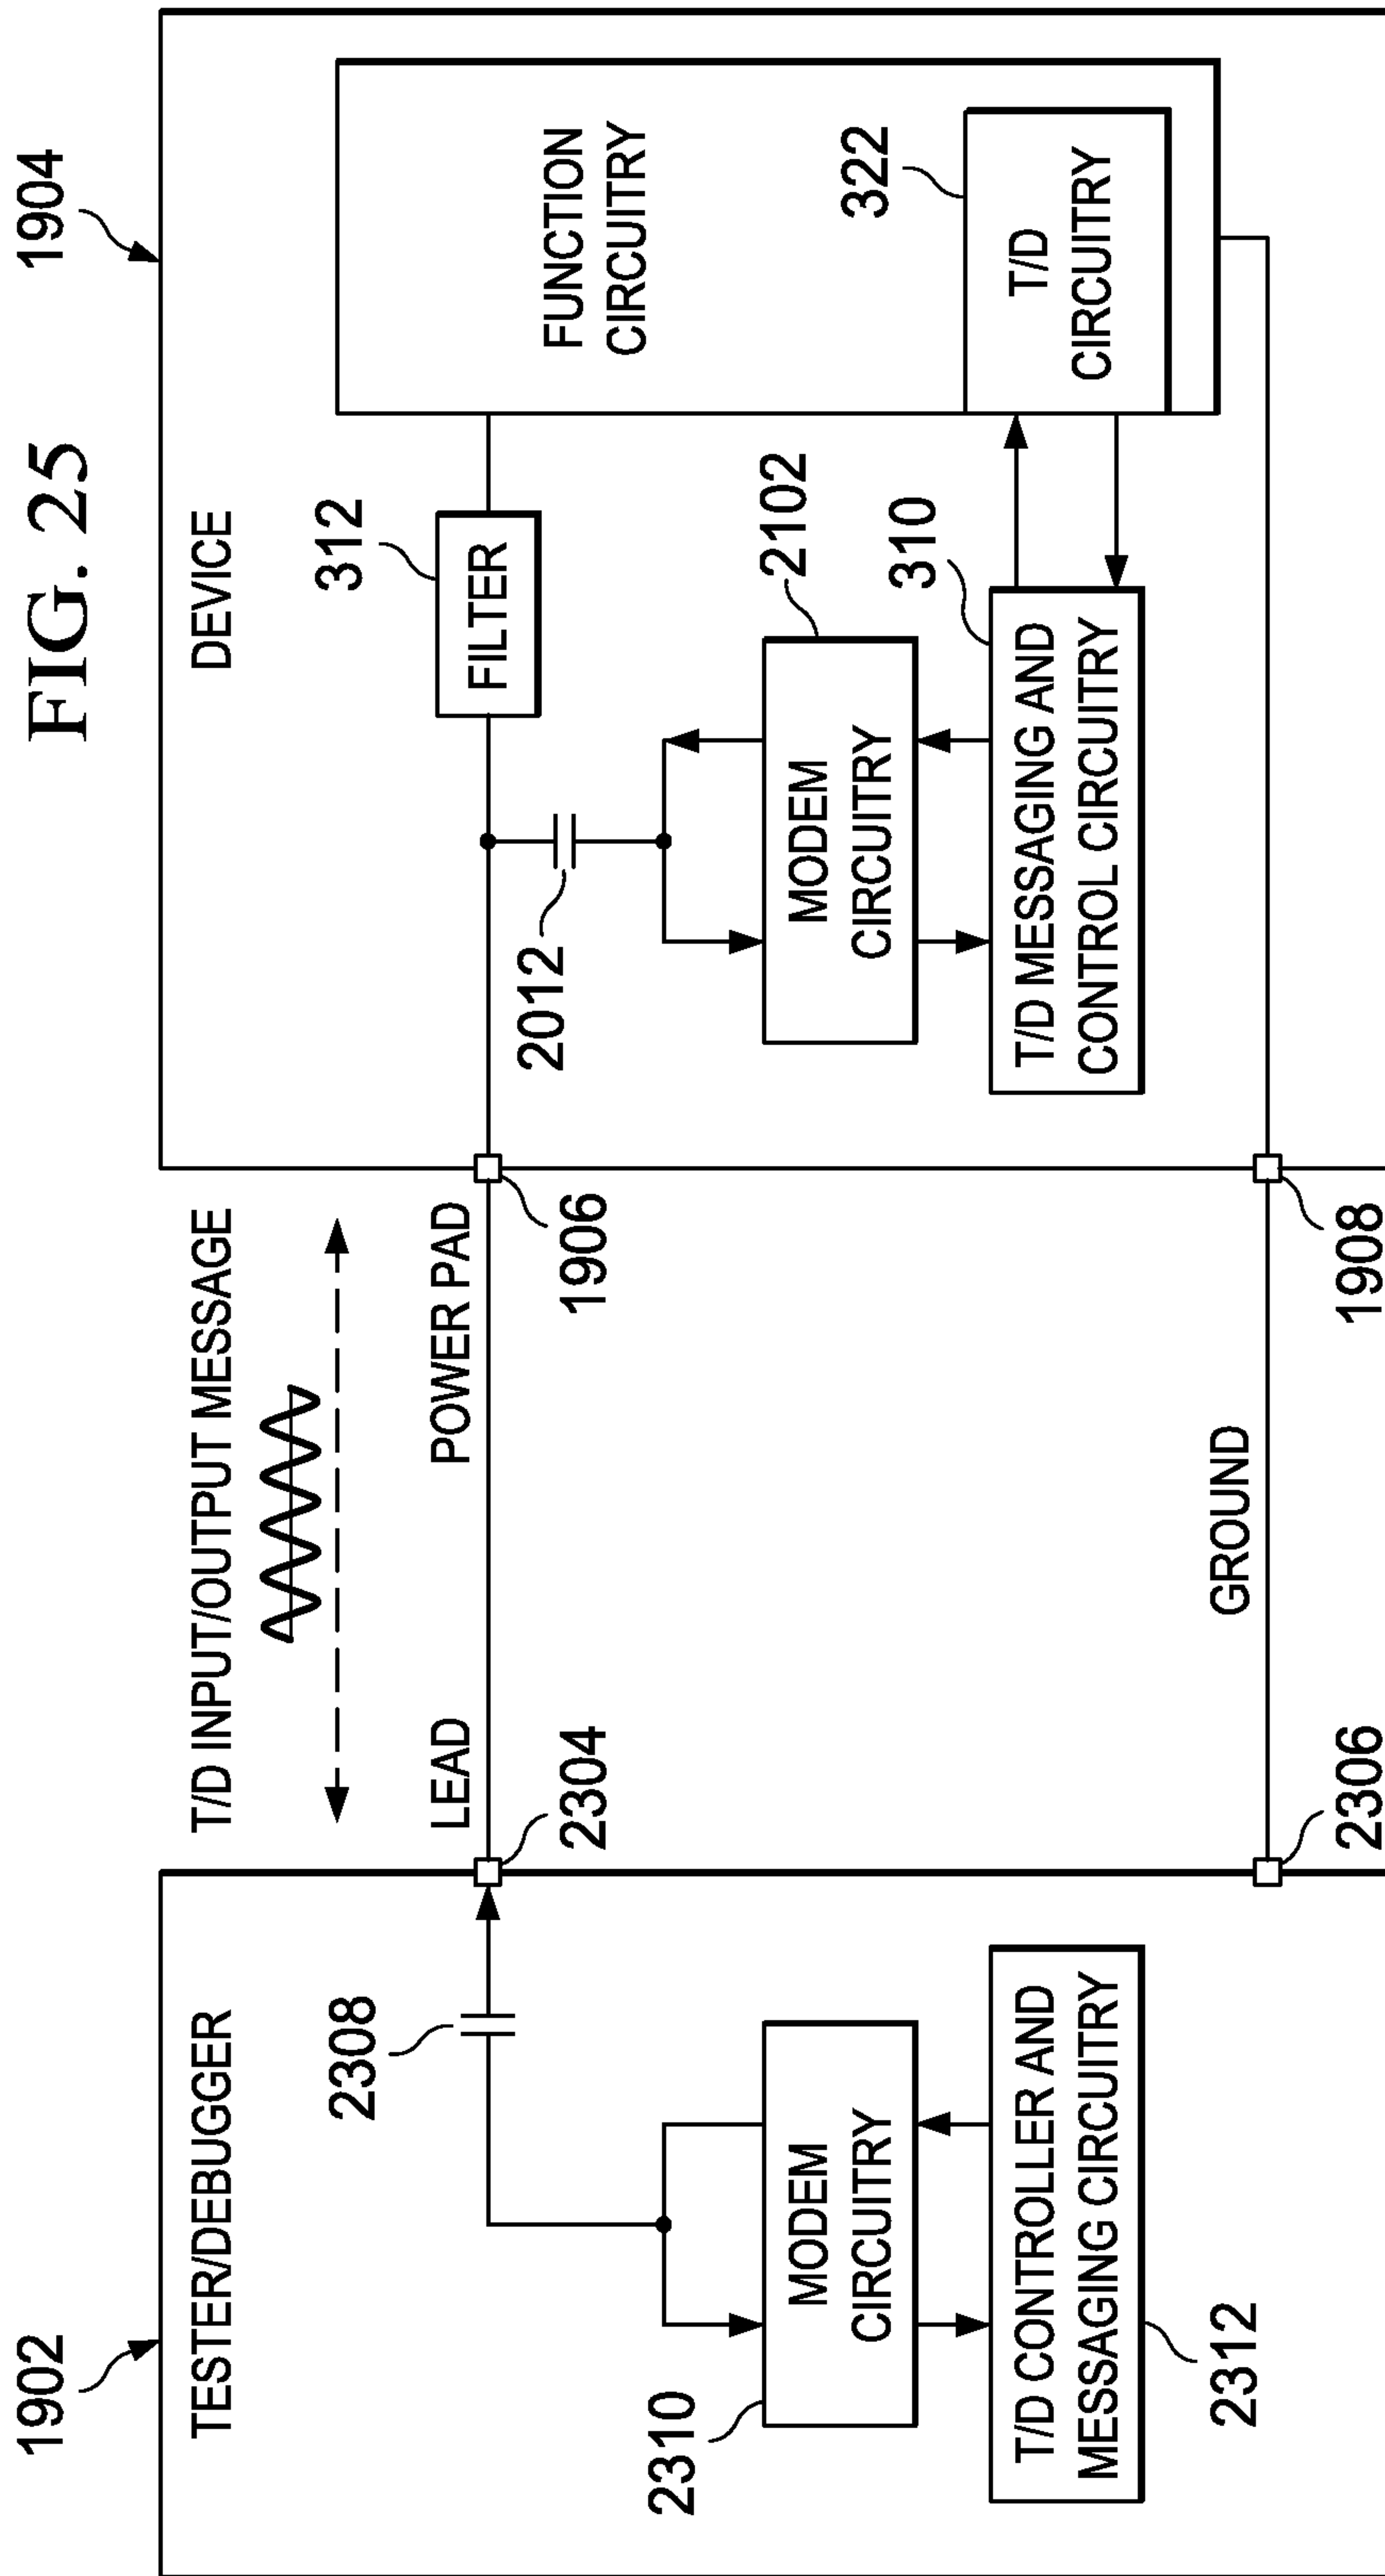 FIG. 25
1902
1904
TESTER/DEBUGGER
T/D INPUT/OUTPUT MESSAGE
DEVICE
2308
LEAD
POWER PAD
312
FILTER
FUNCTION
CIRCUITRY
2304
1906
2012
2310
MODEM
CIRCUITRY
MODEM
CIRCUITRY
2102
322
310
T/D CONTROLLER AND
MESSAGING CIRCUITRY
T/D MESSAGING AND
CONTROL CIRCUITRY
T/D
CIRCUITRY
2312
GROUND
2306
1908